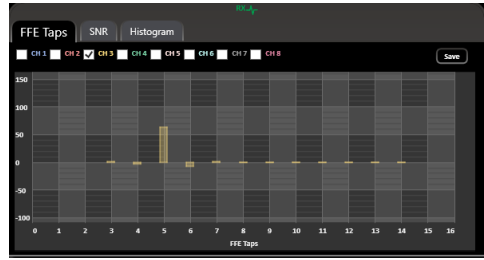 RX
FFE Taps SNR Histogram
CH 1 CH 2 CH 3 CH 4 CH 5 CH 6 CH 7 CH 8 Save
150
100
50
0
-50
-100
0 1 2 3 4 5 6 7 8 9 10 11 12 13 14 15 16
FFE Taps